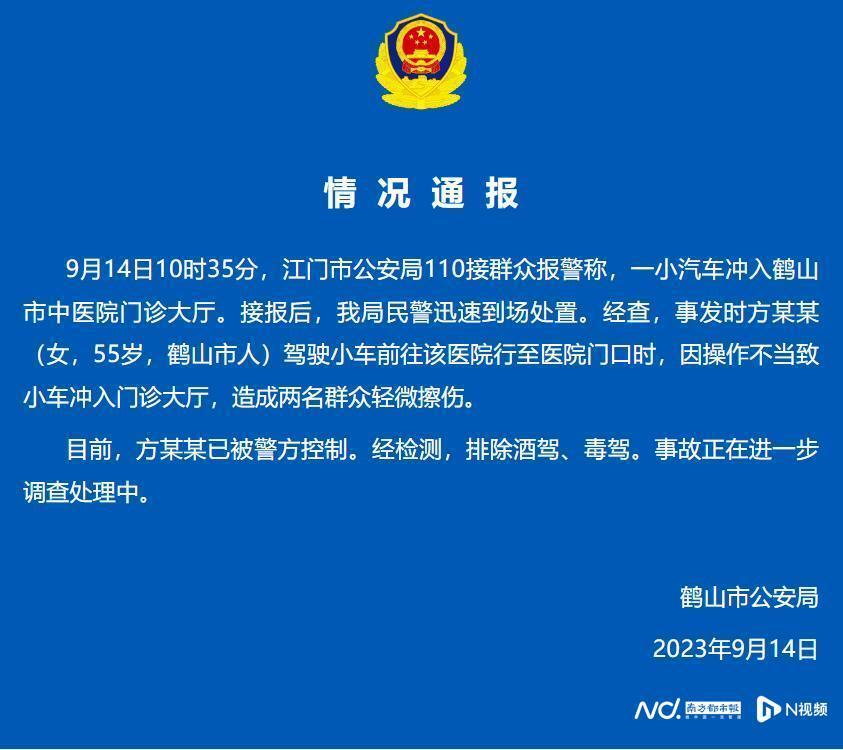 情况通报
9月14日10时35分，江门市公安局110接群众报警称，一小汽车冲入鹤山
市中医院门诊大厅。接报后，我局民警迅速到场处置。经查，事发时方某某
（女，55岁，鹤山市人）驾驶小车前往该医院行至医院门口时，因操作不当致
小车冲入门诊大厅，造成两名群众轻微擦伤。
目前，方某某已被警方控制。经检测，排除酒驾、毒驾。事故正在进一步
调查处理中。
鹤山市公安局
2023年9月14日
nd. 南方都市报 N视频